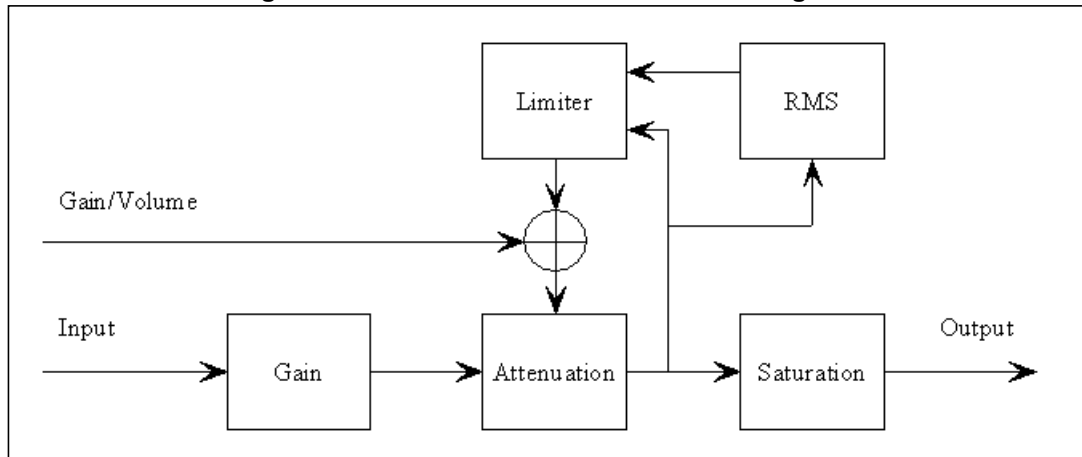 Limiter
RMS
Gain/Volume
Input
Output
Gain
Attenuation
Saturation